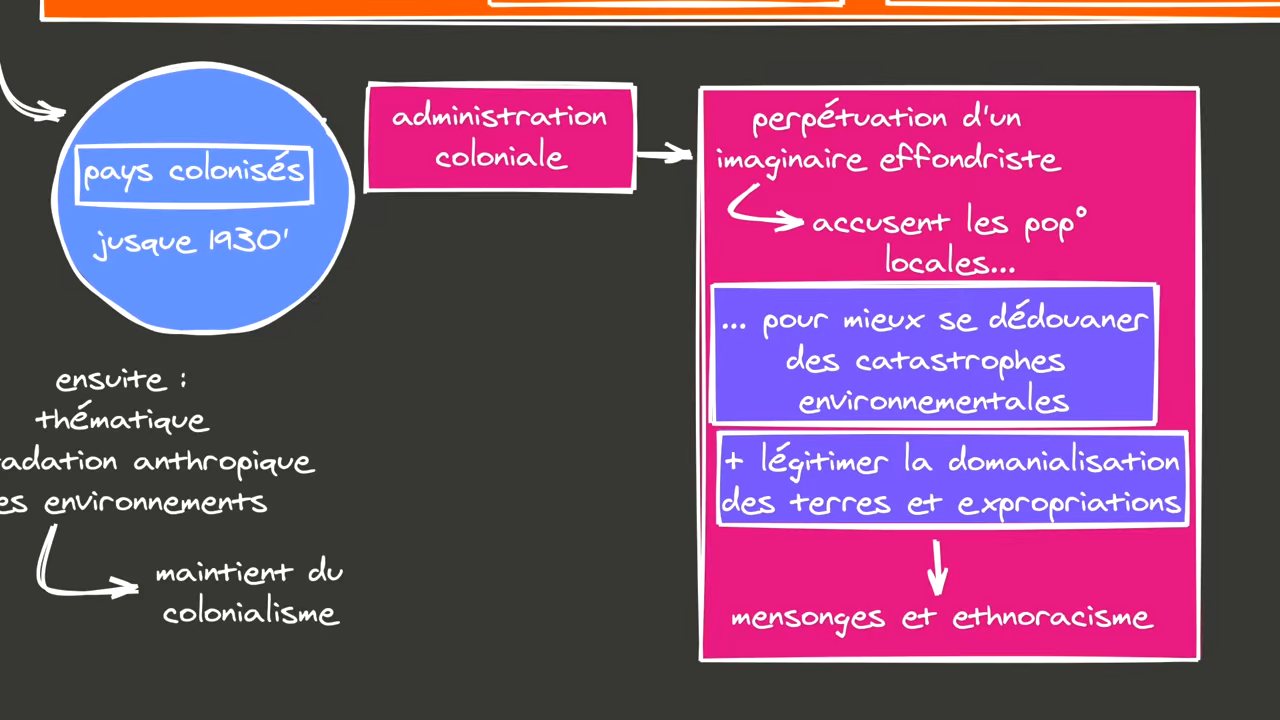 pays colonisés
jusque 1930'
administration
coloniale
perpétuation d'un
imaginaire effondriste
accusent les pop°
locales...
... pour mieux se dédouaner
des catastrophes
environnementales
+ légitimer la domanialisation
des terres et expropriations
mensonges et ethnoracisme
ensuite :
thématique
adation anthropique
es environnements
maintient du
colonialisme